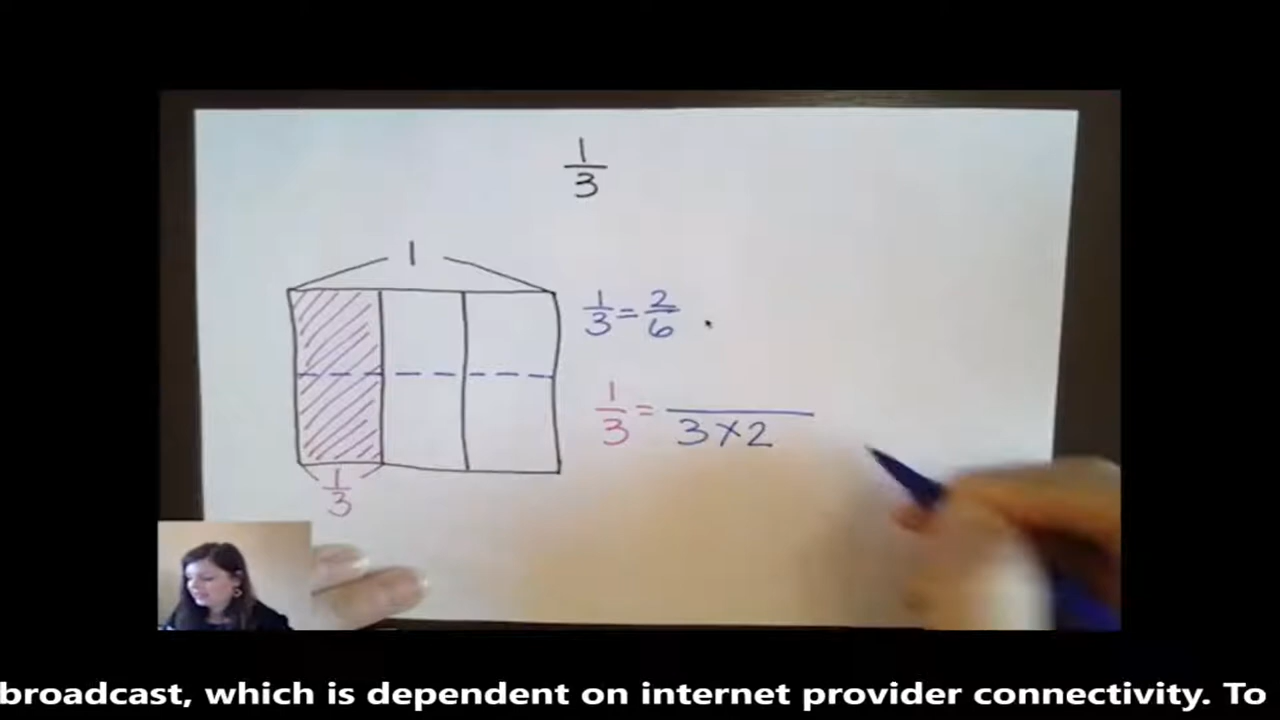 1/3
1
1/3 = 2/6 .
1/3 = /3×2
1/3
broadcast, which is dependent on internet provider connectivity. To